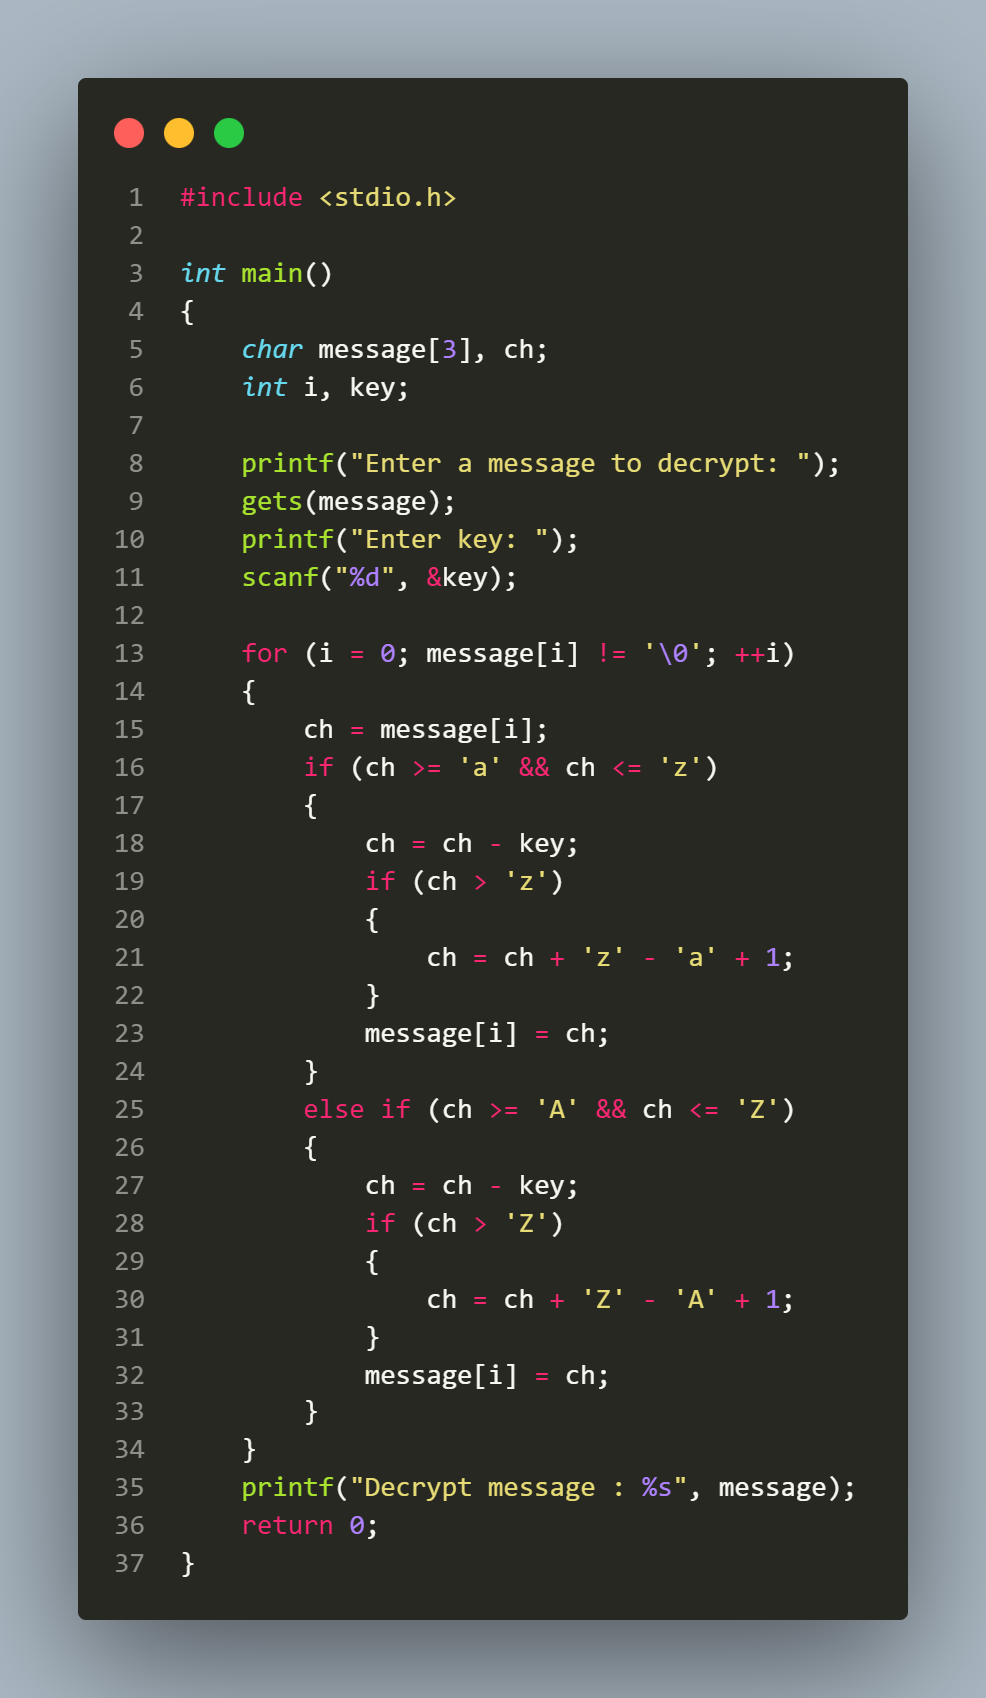 1 #include <stdio.h>
2
3 int main()
4 {
5     char message[3], ch;
6     int i, key;
7
8     printf("Enter a message to decrypt: ");
9     gets(message);
10     printf("Enter key: ");
11     scanf("%d", &key);
12
13     for (i = 0; message[i] != '\0'; ++i)
14     {
15         ch = message[i];
16         if (ch >= 'a' && ch <= 'z')
17         {
18             ch = ch - key;
19             if (ch > 'z')
20             {
21                 ch = ch + 'z' - 'a' + 1;
22             }
23             message[i] = ch;
24         }
25         else if (ch >= 'A' && ch <= 'Z')
26         {
27             ch = ch - key;
28             if (ch > 'Z')
29             {
30                 ch = ch + 'Z' - 'A' + 1;
31             }
32             message[i] = ch;
33         }
34     }
35     printf("Decrypt message : %s", message);
36     return 0;
37 }